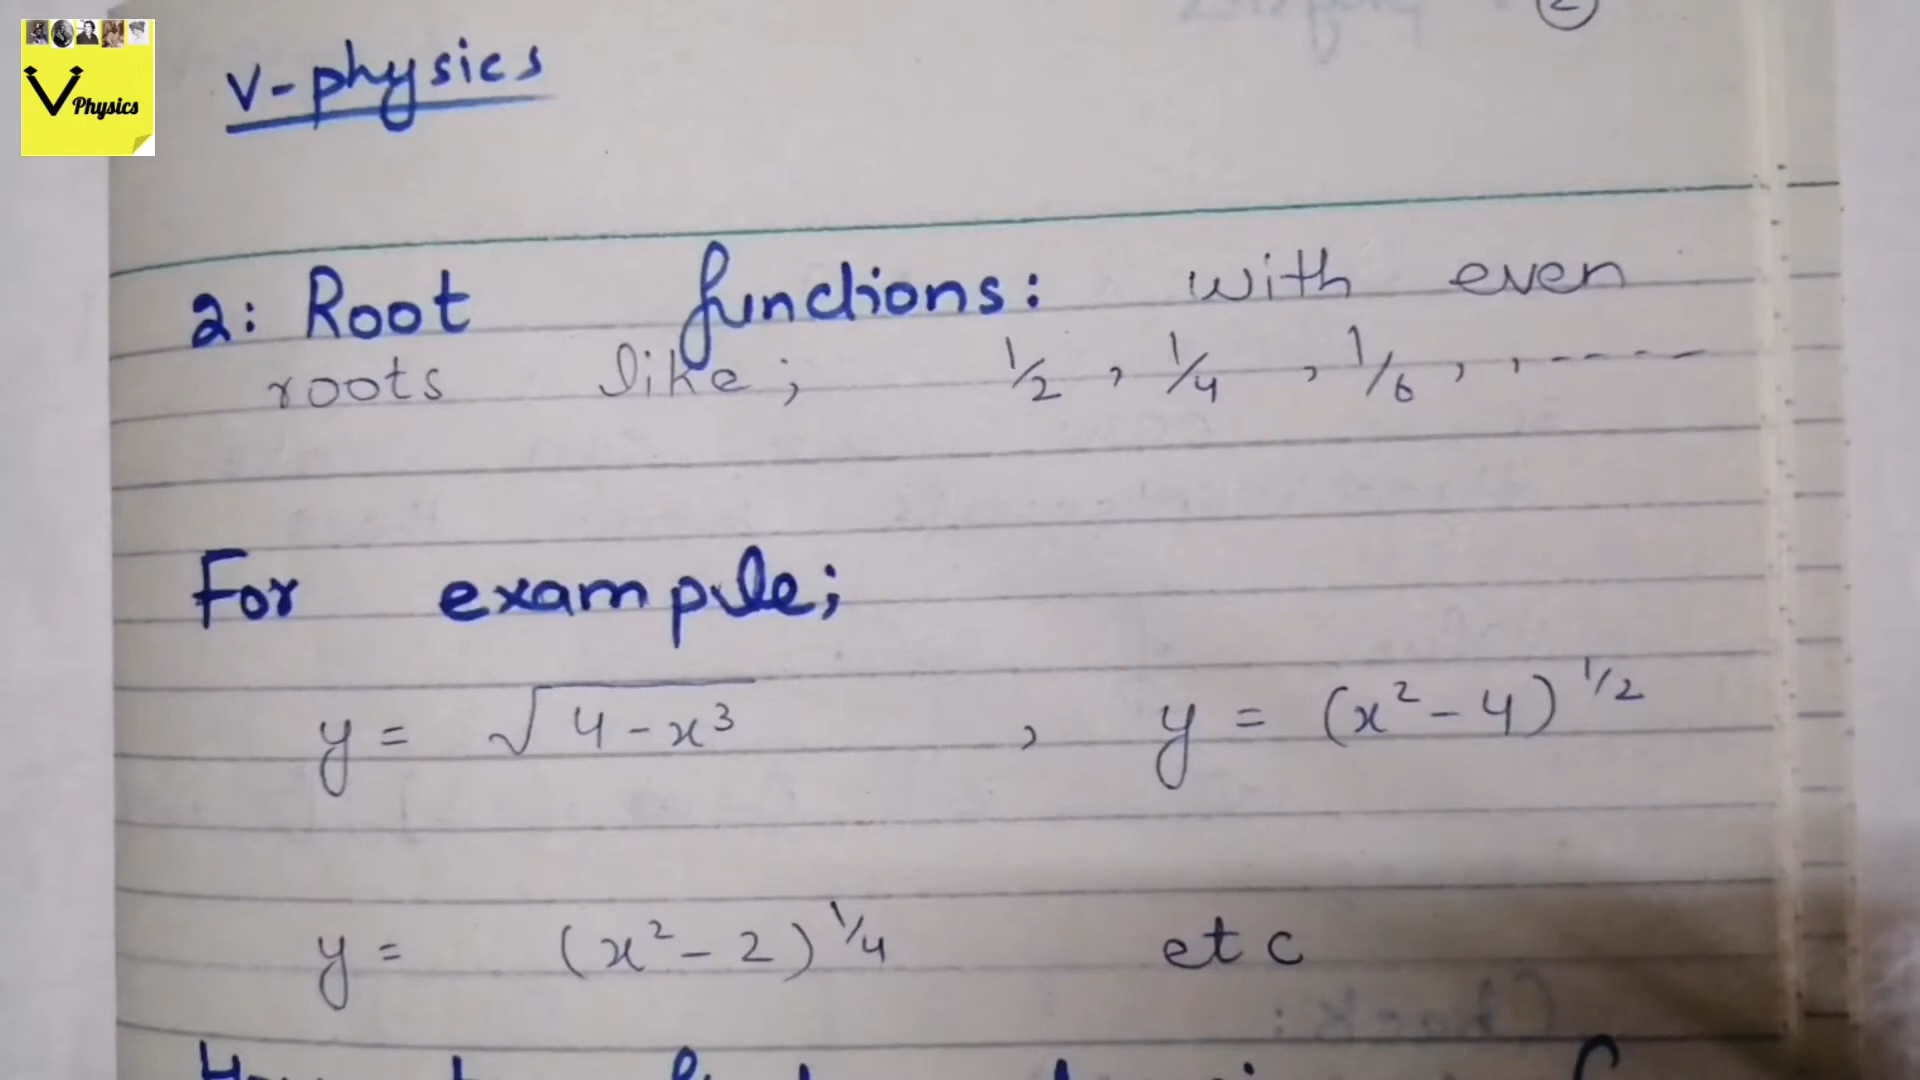 V Physics
v-physics
2: Root functions: with even
roots like; 1/2, 1/4, 1/6, , -----
For example;
y = √4-x³ , y = (x²-4)^1/2
y = (x²-2)^1/4 etc